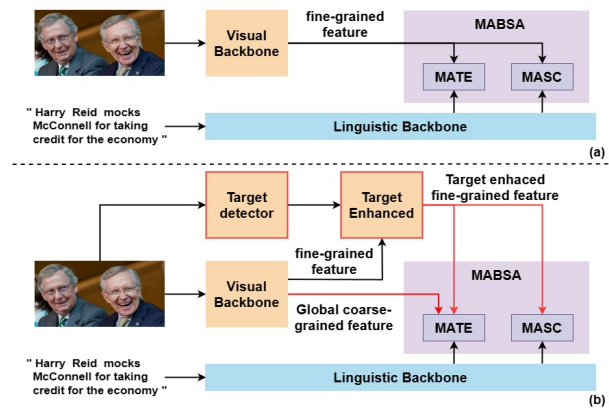 fine-grained
feature
Visual
Backbone
MABSA
MATE
MASC
" Harry Reid mocks
McConnell for taking
credit for the economy "
Linguistic Backbone
(a)
Target
detector
Target
Enhanced
Target enhaced
fine-grained feature
fine-grained
feature
Visual
Backbone
Global coarse-
grained feature
MABSA
MATE
MASC
" Harry Reid mocks
McConnell for taking
credit for the economy "
Linguistic Backbone
(b)